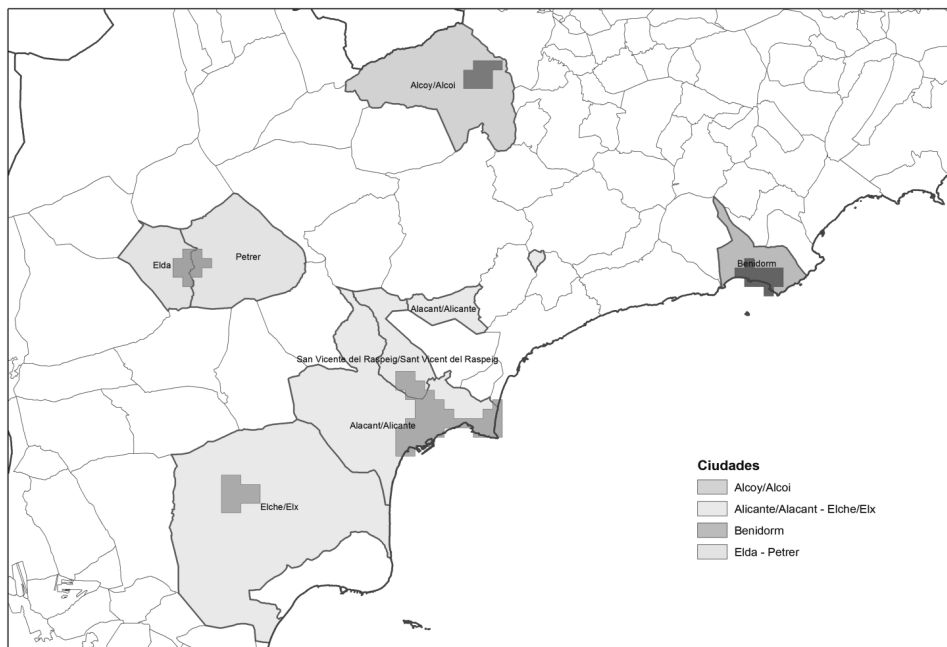 Alcoy/Alcoi
Elda
Petrer
Benidorm
Alacant/Alicante
San Vicente del Raspeig/Sant Vicent del Raspeig
Alacant/Alicante
Elche/Elx
Ciudades
Alcoy/Alcoi
Alicante/Alacant - Elche/Elx
Benidorm
Elda - Petrer